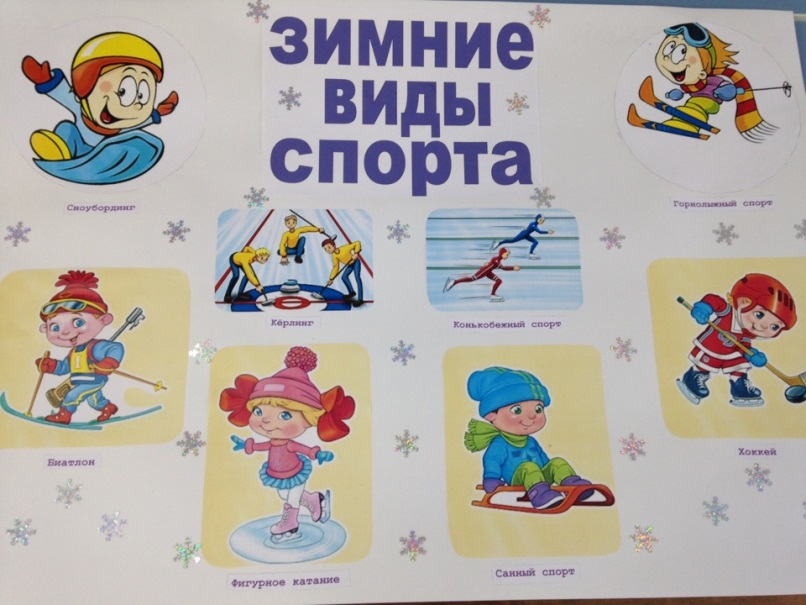 ЗИМНИЕ
ВИДЫ
СПОРТА
Сноубординг
Горнолыжный спорт
Кёрлинг
Конькобежный спорт
Биатлон
Хоккей
Фигурное катание
Санный спорт